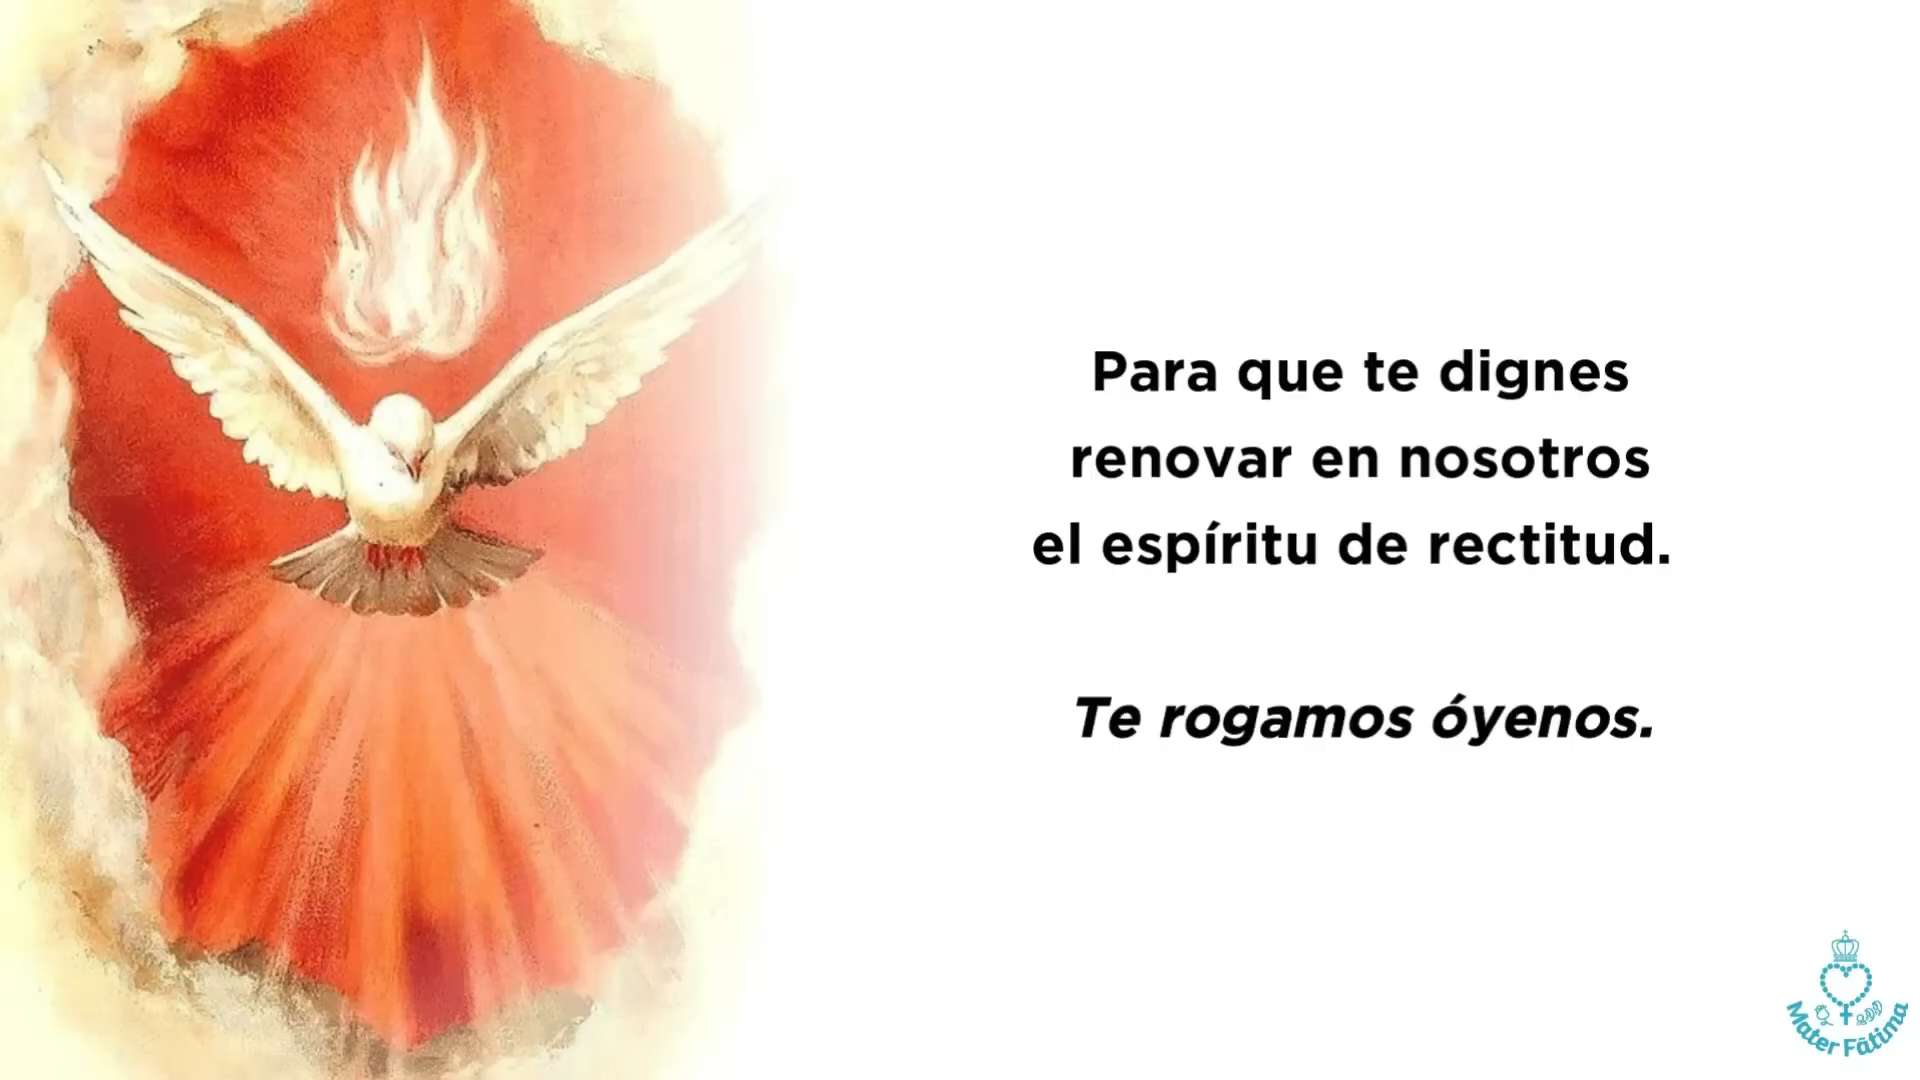 Para que te dignes
renovar en nosotros
el espíritu de rectitud.
Te rogamos óyenos.
Mater Fátima